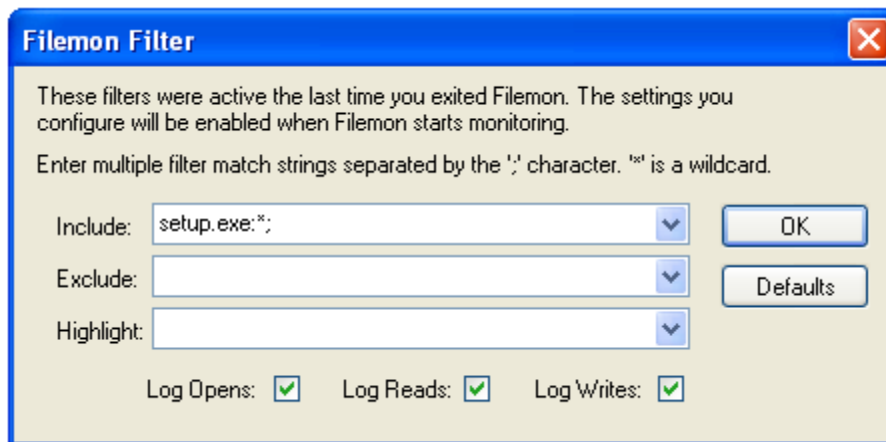 Filemon Filter
These filters were active the last time you exited Filemon. The settings you
configure will be enabled when Filemon starts monitoring.
Enter multiple filter match strings separated by the ';' character. '*' is a wildcard.
Include: setup.exe:*; OK
Exclude: Defaults
Highlight:
Log Opens: Log Reads: Log Writes: